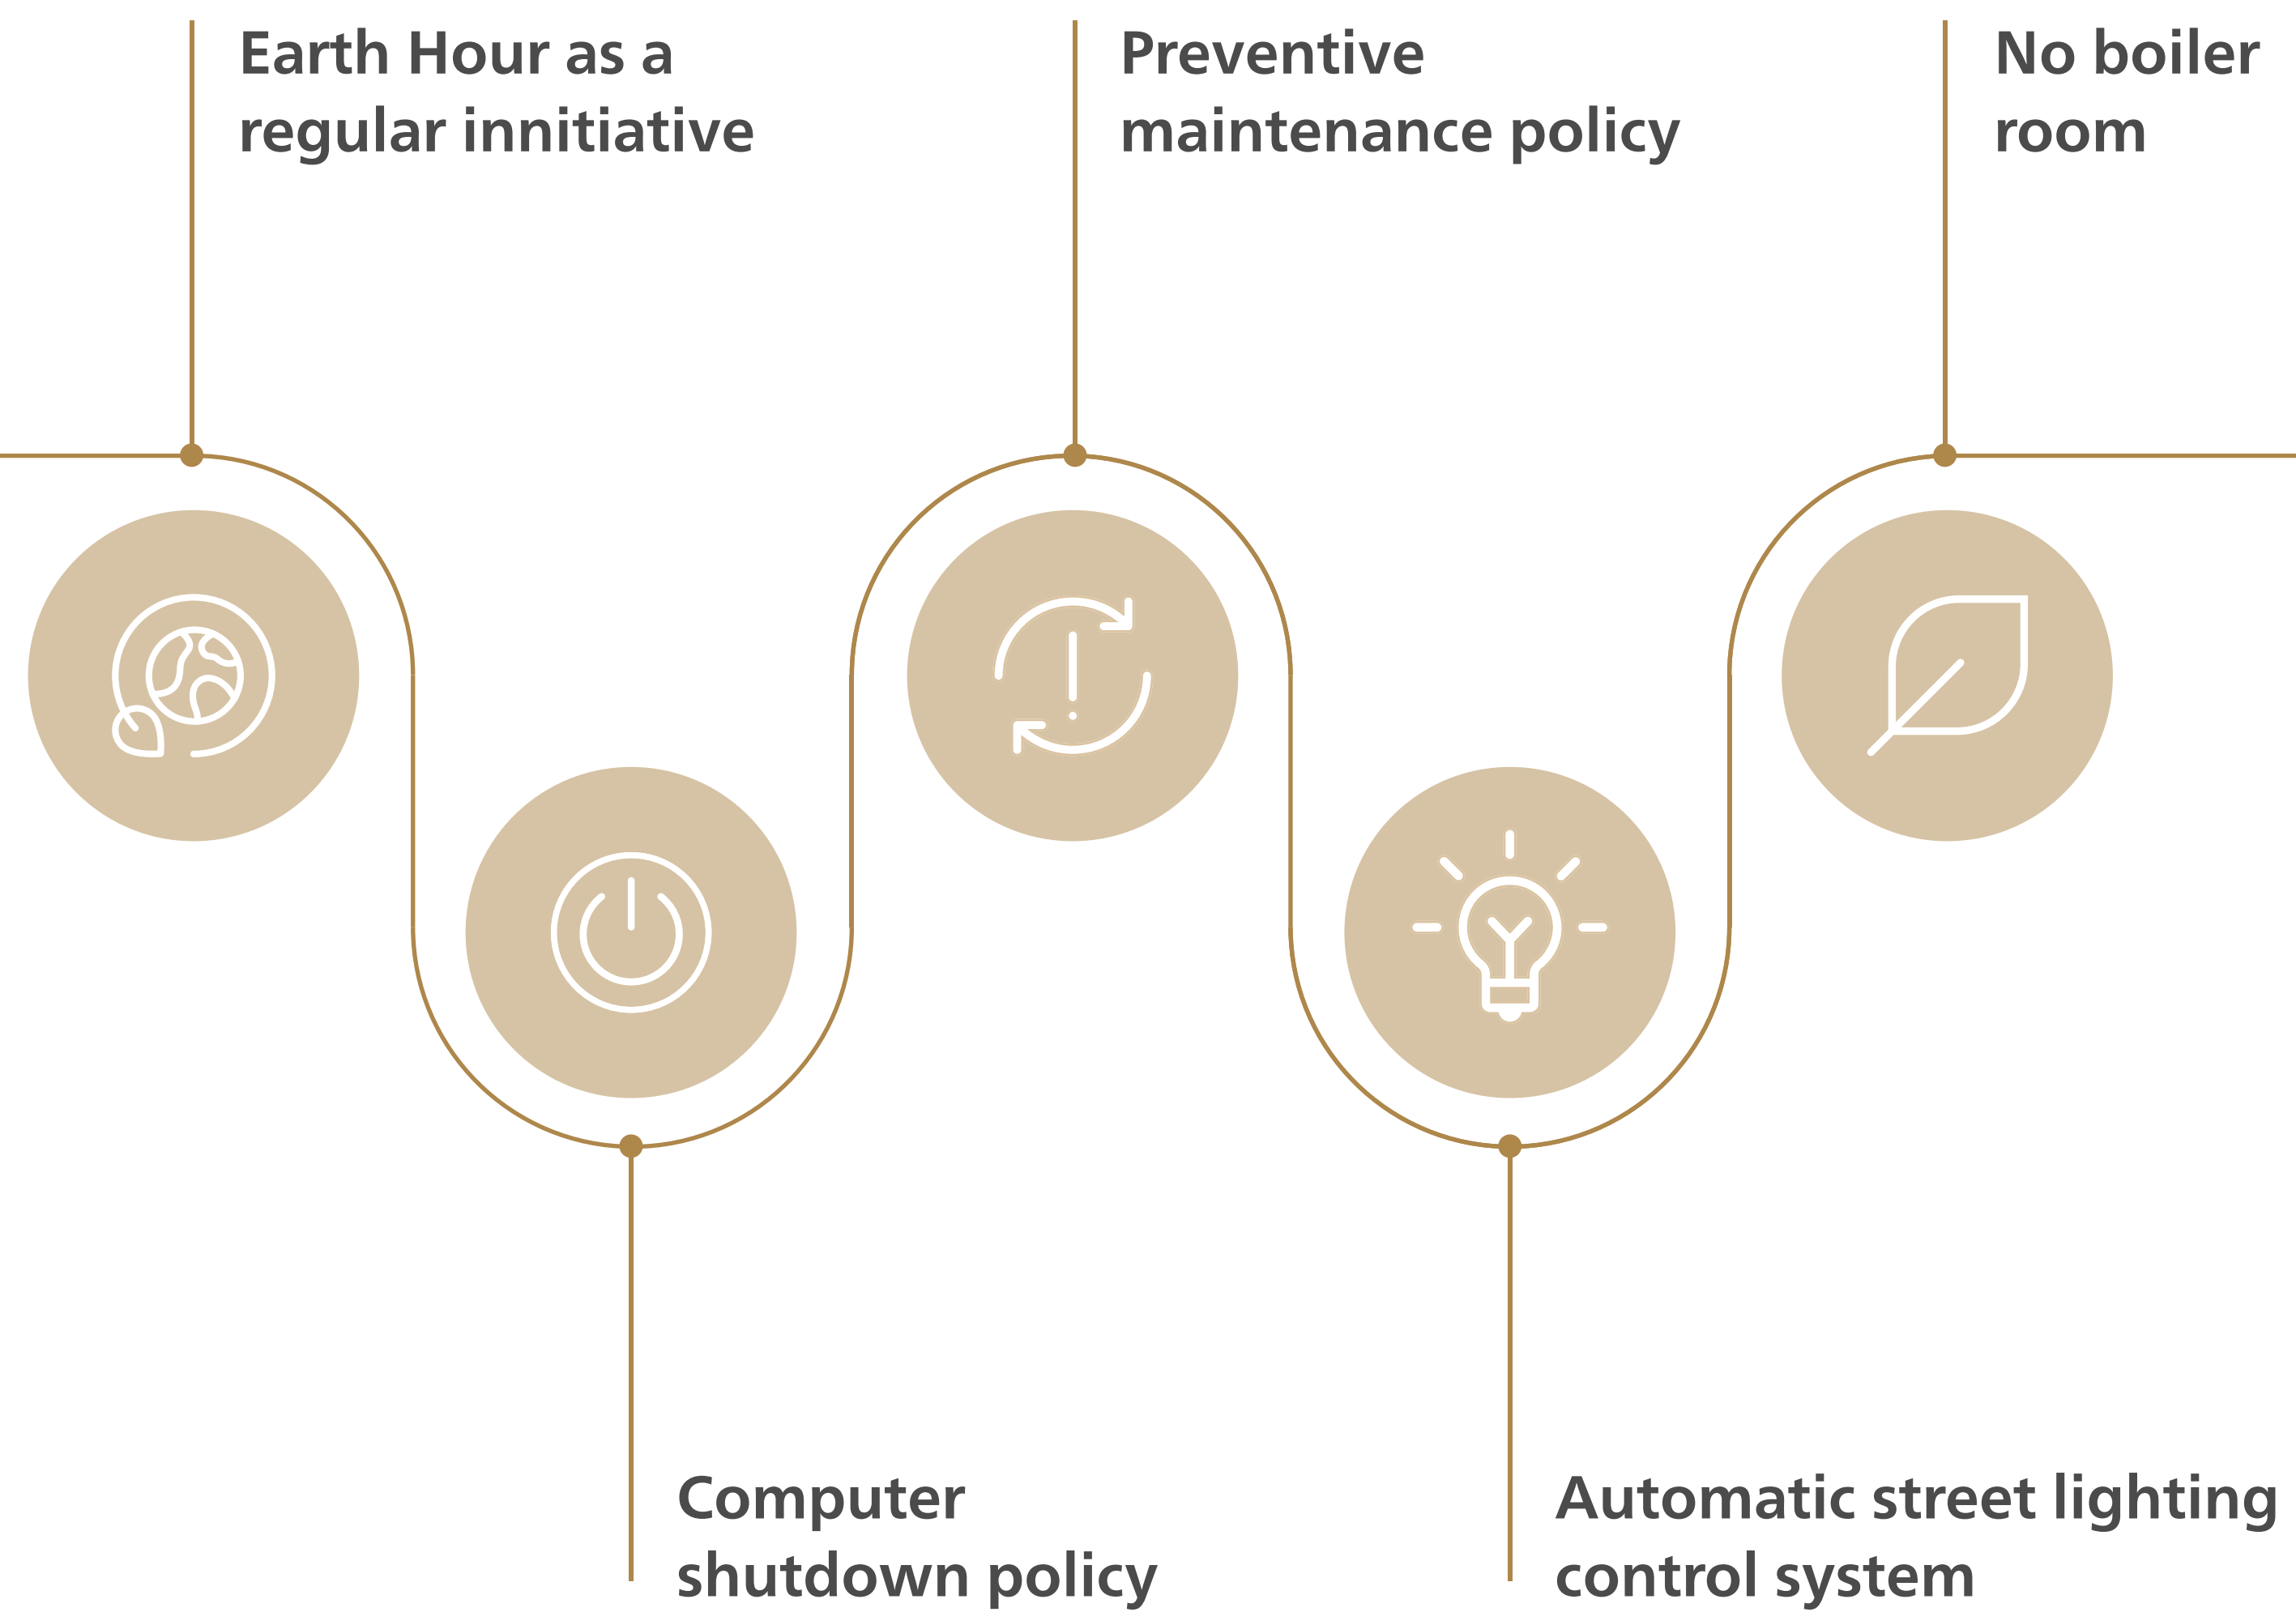 Earth Hour as a
regular innitiative
Preventive
maintenance policy
No boiler
room
Computer
shutdown policy
Automatic street lighting
control system